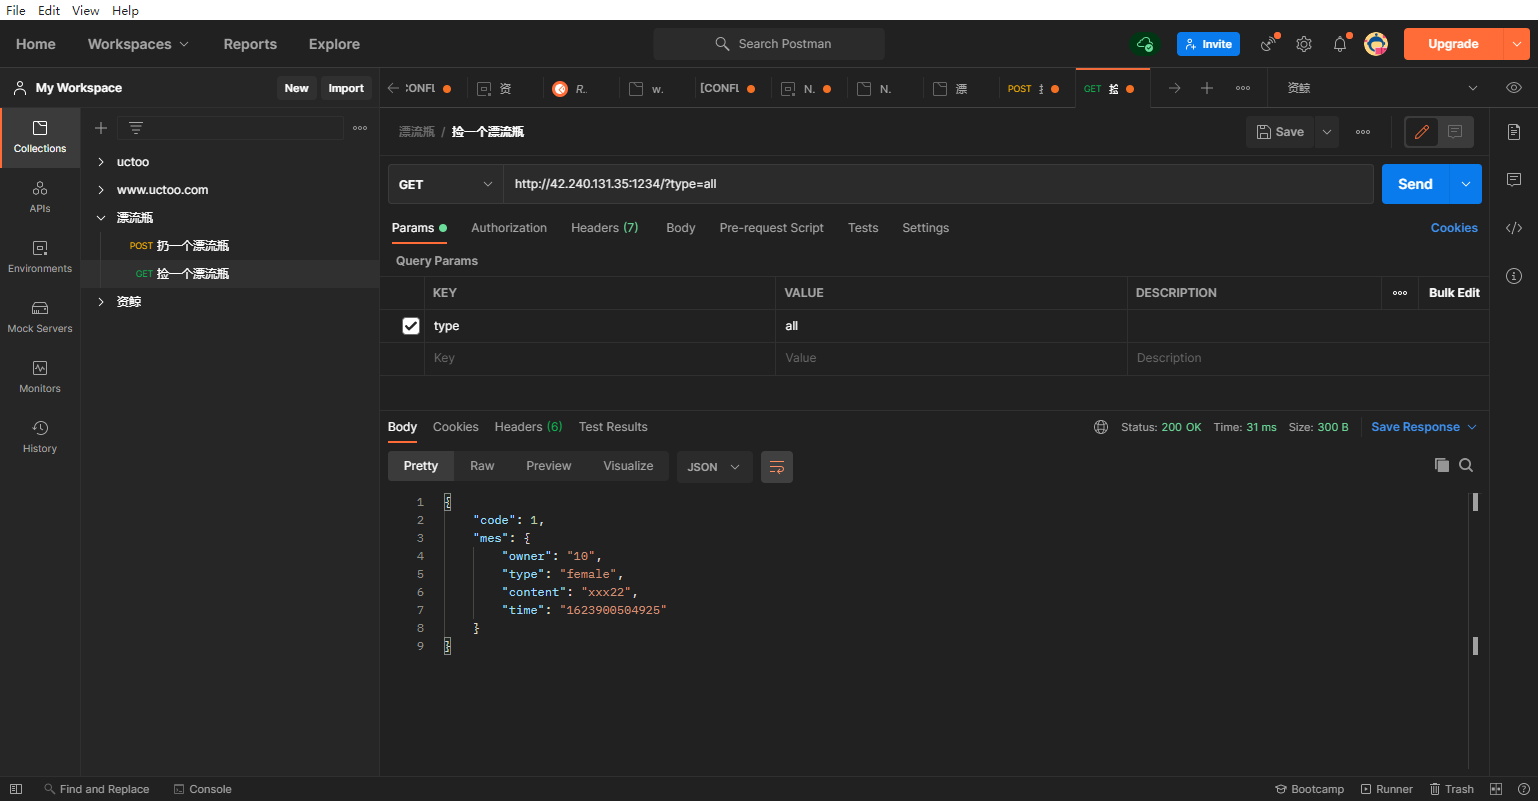 File Edit View Help
Home Workspaces Reports Explore Search Postman Invite Upgrade
My Workspace New Import
CONFL 资 R.. w. [CONFL N. N. 漂 POST GET 捡 资鲸
Collections
APIs
Environments
Mock Servers
Monitors
History
uctoo
www.uctoo.com
漂流瓶
POST 扔一个漂流瓶
GET 捡一个漂流瓶
资鲸
漂流瓶 / 捡一个漂流瓶 Save
GET http://42.240.131.35:1234/?type=all Send
Params Authorization Headers (7) Body Pre-request Script Tests Settings Cookies
Query Params
KEY VALUE DESCRIPTION Bulk Edit
type all
Key Value Description
Body Cookies Headers (6) Test Results Status: 200 OK Time: 31 ms Size: 300 B Save Response
Pretty Raw Preview Visualize JSON
1 {
2 "code": 1,
3 "mes": {
4 "owner": "10",
5 "type": "female",
6 "content": "xxx22",
7 "time": "1623900504925"
8 }
9 }
Find and Replace Console Bootcamp Runner Trash